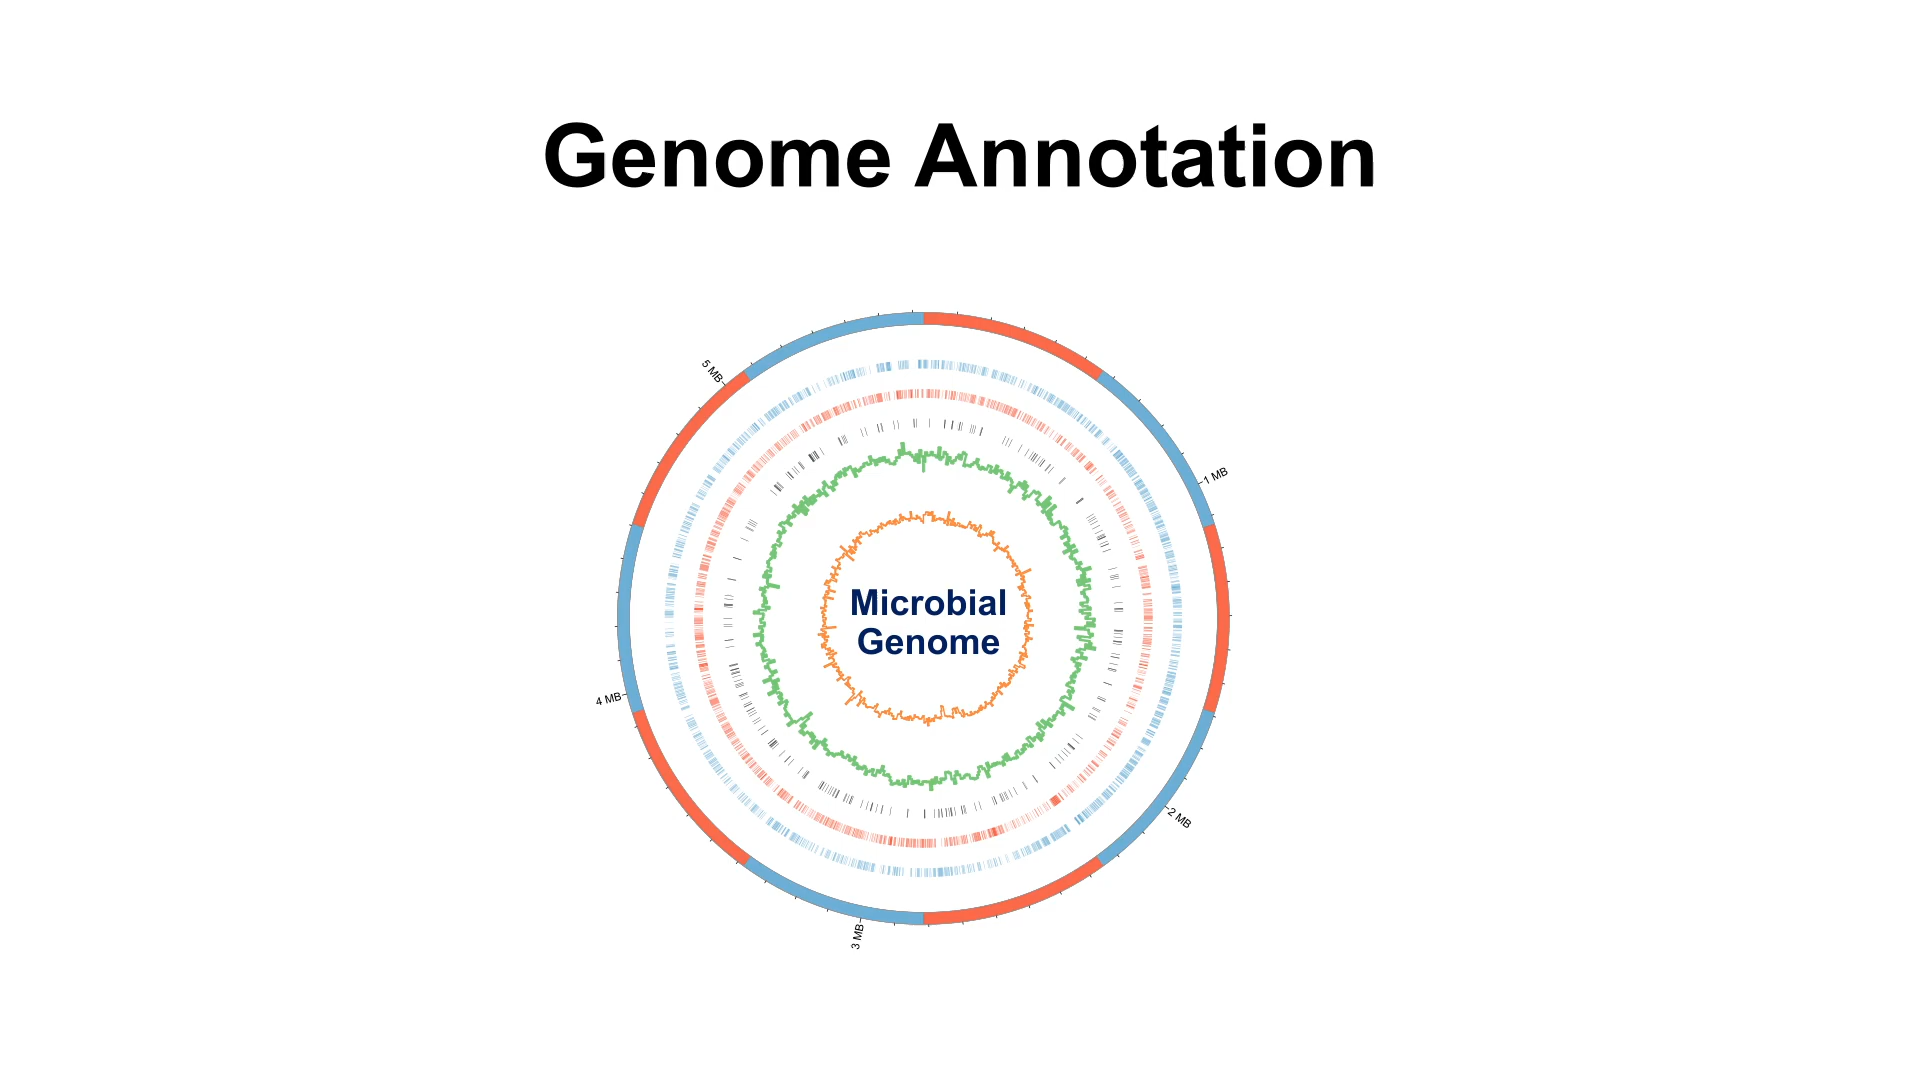 Genome Annotation
5 MB
1 MB
Microbial
Genome
4 MB
2 MB
3 MB